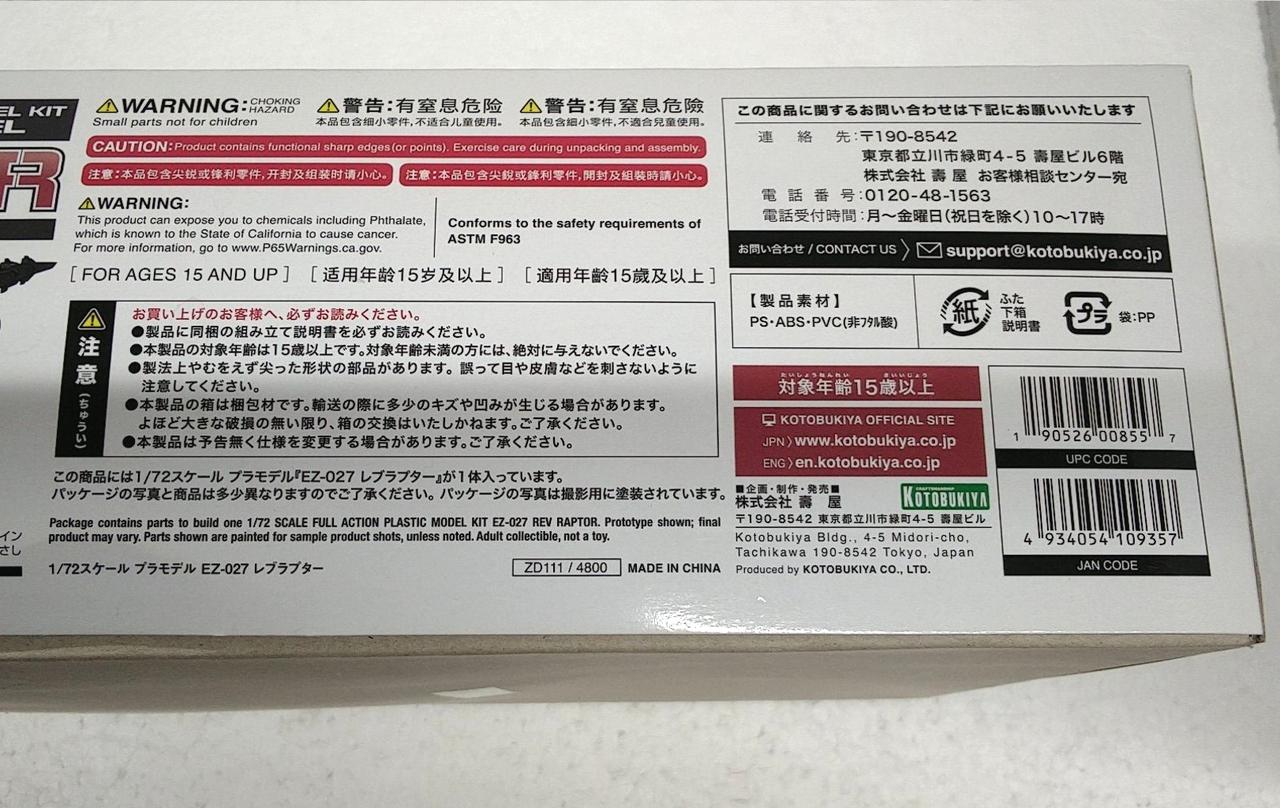 EL KIT
EL
R
WARNING: CHOKING HAZARD
Small parts not for children
警告:有窒息危险
本品包含细小零件,不适合儿童使用。
警告:有窒息危險
本品包含細小零件,不適合兒童使用。
CAUTION: Product contains functional sharp edges (or points). Exercise care during unpacking and assembly.
注意:本品包含尖锐或锋利零件,开封及组装时请小心。
注意:本品包含尖銳或鋒利零件,開封及組裝時請小心。
WARNING:
This product can expose you to chemicals including Phthalate,
which is known to the State of California to cause cancer.
For more information, go to www.P65Warnings.ca.gov.
Conforms to the safety requirements of
ASTM F963
[ FOR AGES 15 AND UP ] [ 适用年龄15岁及以上 ] [ 適用年齡15歲及以上 ]
注意(ちゅうい)
お買い上げのお客様へ、必ずお読みください。
●製品に同梱の組み立て説明書を必ずお読みください。
●本製品の対象年齢は15歳以上です。対象年齢未満の方には、絶対に与えないでください。
●製法上やむをえず尖った形状の部品があります。誤って目や皮膚などを刺さないように
注意してください。
●本製品の箱は梱包材です。輸送の際に多少のキズや凹みが生じる場合があります。
よほど大きな破損の無い限り、箱の交換はいたしかねます。ご了承ください。
●本製品は予告無く仕様を変更する場合があります。ご了承ください。
この商品には1/72スケール プラモデル『EZ-027 レブラプター』が1体入っています。
パッケージの写真と商品は多少異なりますのでご了承ください。パッケージの写真は撮影用に塗装されています。
Package contains parts to build one 1/72 SCALE FULL ACTION PLASTIC MODEL KIT EZ-027 REV RAPTOR. Prototype shown; final
product may vary. Parts shown are painted for sample product shots, unless noted. Adult collectible, not a toy.
イン
さし
1/72スケール プラモデル EZ-027 レブラプター
ZD111 / 4800
MADE IN CHINA
この商品に関するお問い合わせは下記にお願いいたします
連絡先:〒190-8542
東京都立川市緑町4-5 壽屋ビル6階
株式会社 壽 屋 お客様相談センター宛
電話番号:0120-48-1563
電話受付時間:月〜金曜日(祝日を除く)10〜17時
お問い合わせ / CONTACT US 〉 support@kotobukiya.co.jp
【製品素材】
PS・ABS・PVC(非フタル酸)
紙
ふた
下箱
説明書
プラ
袋:PP
たいしょうねんれい さいいじょう
対象年齢15歳以上
KOTOBUKIYA OFFICIAL SITE
JPN 〉www.kotobukiya.co.jp
ENG 〉en.kotobukiya.co.jp
■企画・制作・発売■
株式会社 壽 屋
CRAFTSMANSHIP
KOTOBUKIYA
〒190-8542 東京都立川市緑町4-5 壽屋ビル
Kotobukiya Bldg., 4-5 Midori-cho,
Tachikawa 190-8542 Tokyo, Japan
Produced by KOTOBUKIYA CO., LTD.
1 90526 00855 7
UPC CODE
4 934054 109357
JAN CODE